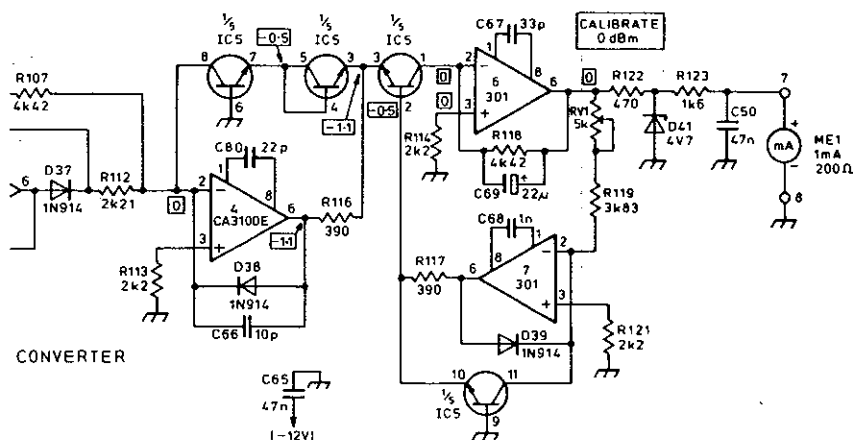 R107
4k42
6
D37
1N914
R112
2k21
0
⅕
IC5
8
7
6
-0·5
⅕
IC5
5
3
4
-1·1
⅕
IC5
3
1
2
-0·5
C80
22p
1
8
2
4
CA3100E
6
3
-1·1
R116
390
R113
2k2
D38
1N914
C66
10p
CONVERTER
C65
47n
(-12V)
C67
33p
1
8
0
0
2
6
301
6
3
R114
2k2
R118
4k42
C69
22μ
CALIBRATE
0dBm
0
R122
470
RV1
5k
R123
1k6
D41
4V7
C50
47n
7
+
mA
-
8
ME1
1mA
200Ω
R119
3k83
C68
1n
8
1
2
7
301
6
3
R117
390
D39
1N914
R121
2k2
10
11
⅕
IC5
9